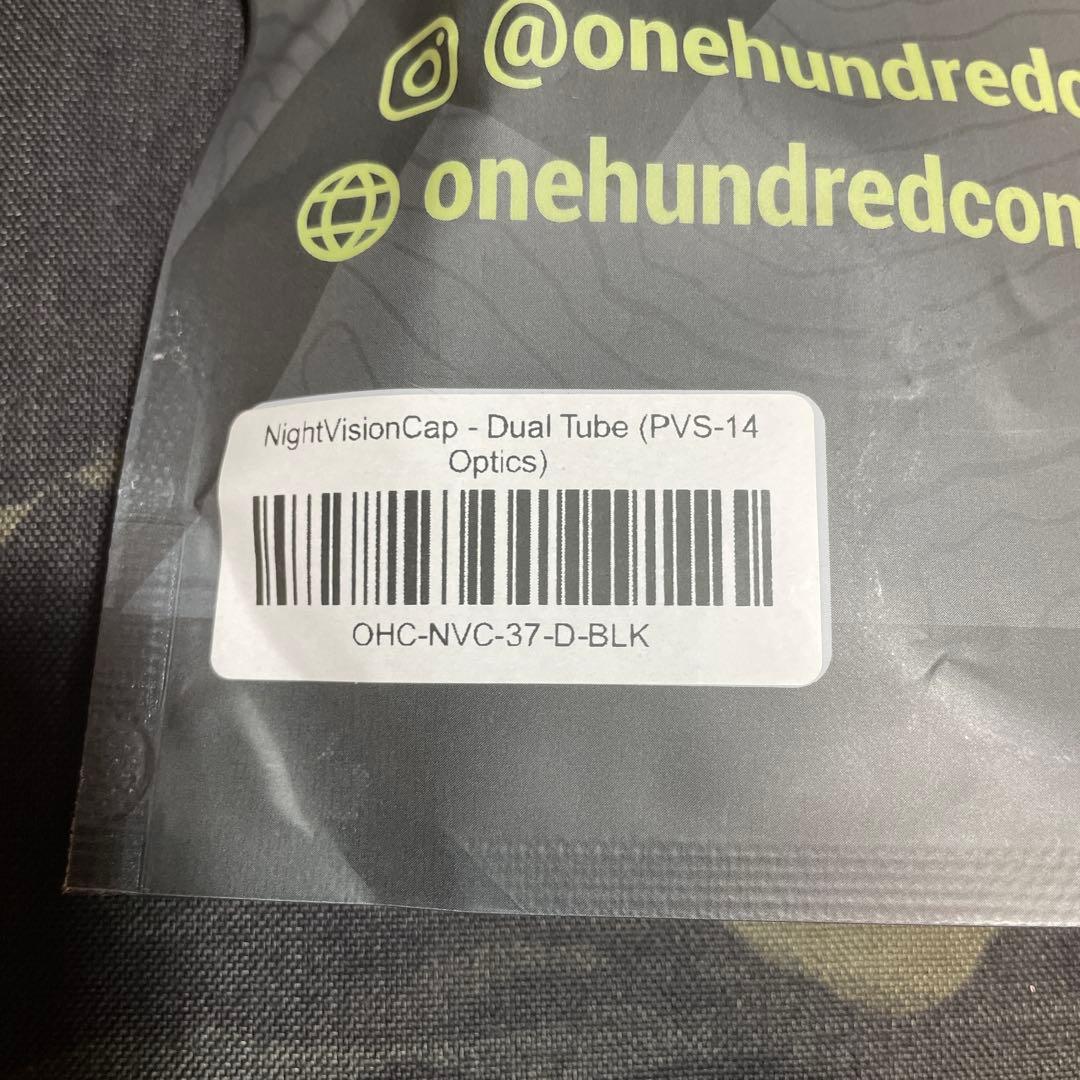 @onehundredc
onehundredcon
NightVisionCap - Dual Tube (PVS-14
Optics)
OHC-NVC-37-D-BLK